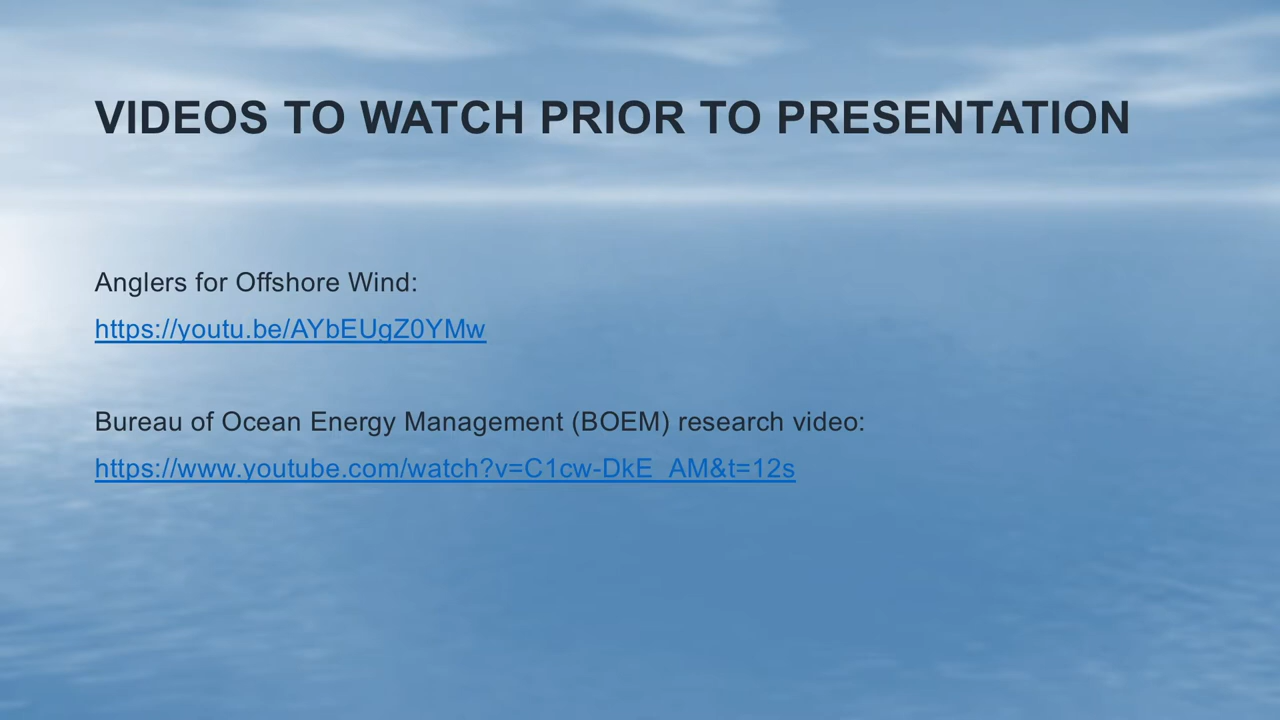 VIDEOS TO WATCH PRIOR TO PRESENTATION
Anglers for Offshore Wind:
https://youtu.be/AYbEUgZ0YMw
Bureau of Ocean Energy Management (BOEM) research video:
https://www.youtube.com/watch?v=C1cw-DkE_AM&t=12s